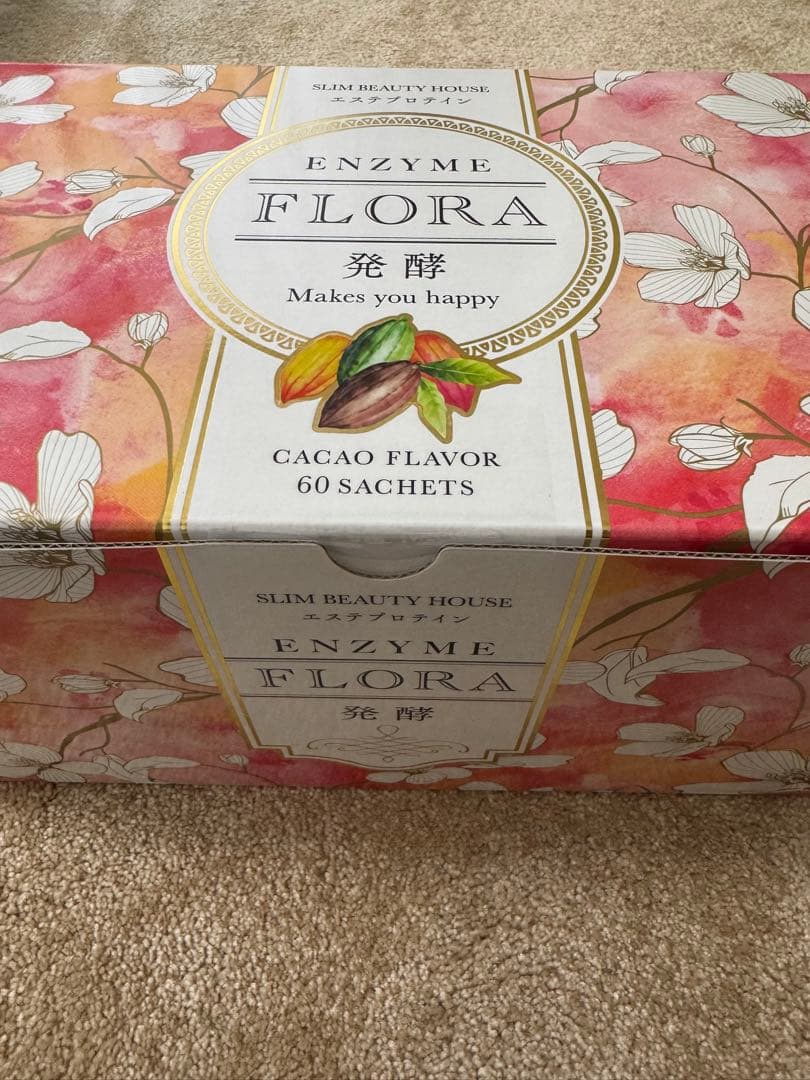 SLIM BEAUTY HOUSE
エステプロテイン
ENZYME
FLORA
発酵
Makes you happy
CACAO FLAVOR
60 SACHETS
SLIM BEAUTY HOUSE
エステプロテイン
ENZYME
FLORA
発酵